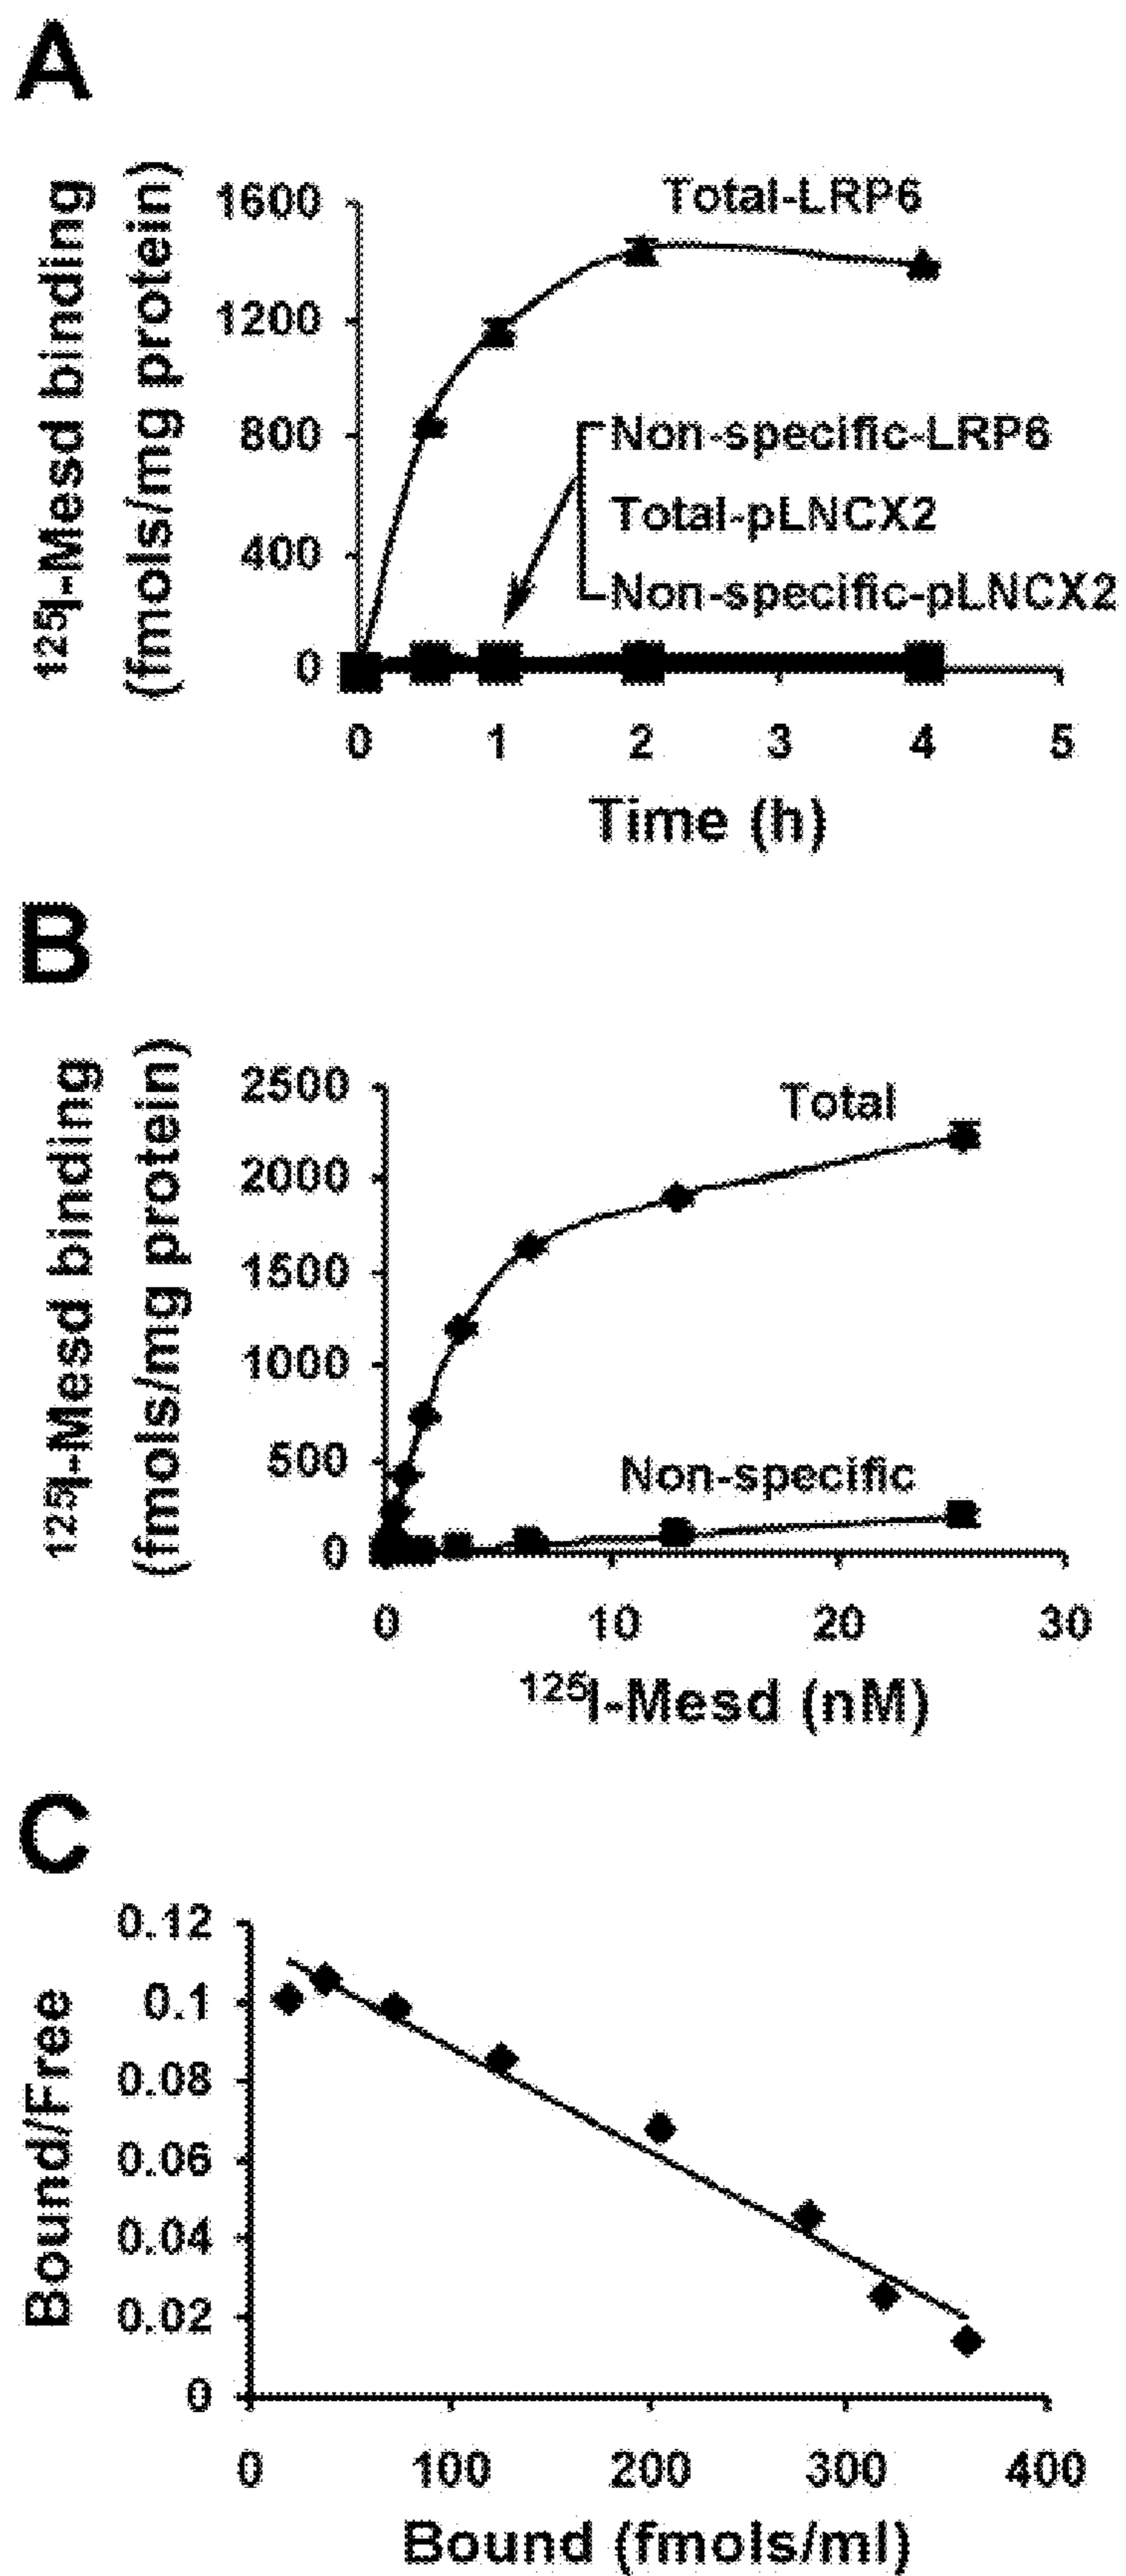 A
125I-Mesd binding
(fmols/mg protein)
1600
1200
800
400
0
Total-LRP6
Non-specific-LRP6
Total-pLNCX2
Non-specific-pLNCX2
0 1 2 3 4 5
Time (h)
B
125I-Mesd binding
(fmols/mg protein)
2500
2000
1500
1000
500
0
Total
Non-specific
0 10 20 30
125I-Mesd (nM)
C
Bound/Free
0.12
0.1
0.08
0.06
0.04
0.02
0
0 100 200 300 400
Bound (fmols/ml)